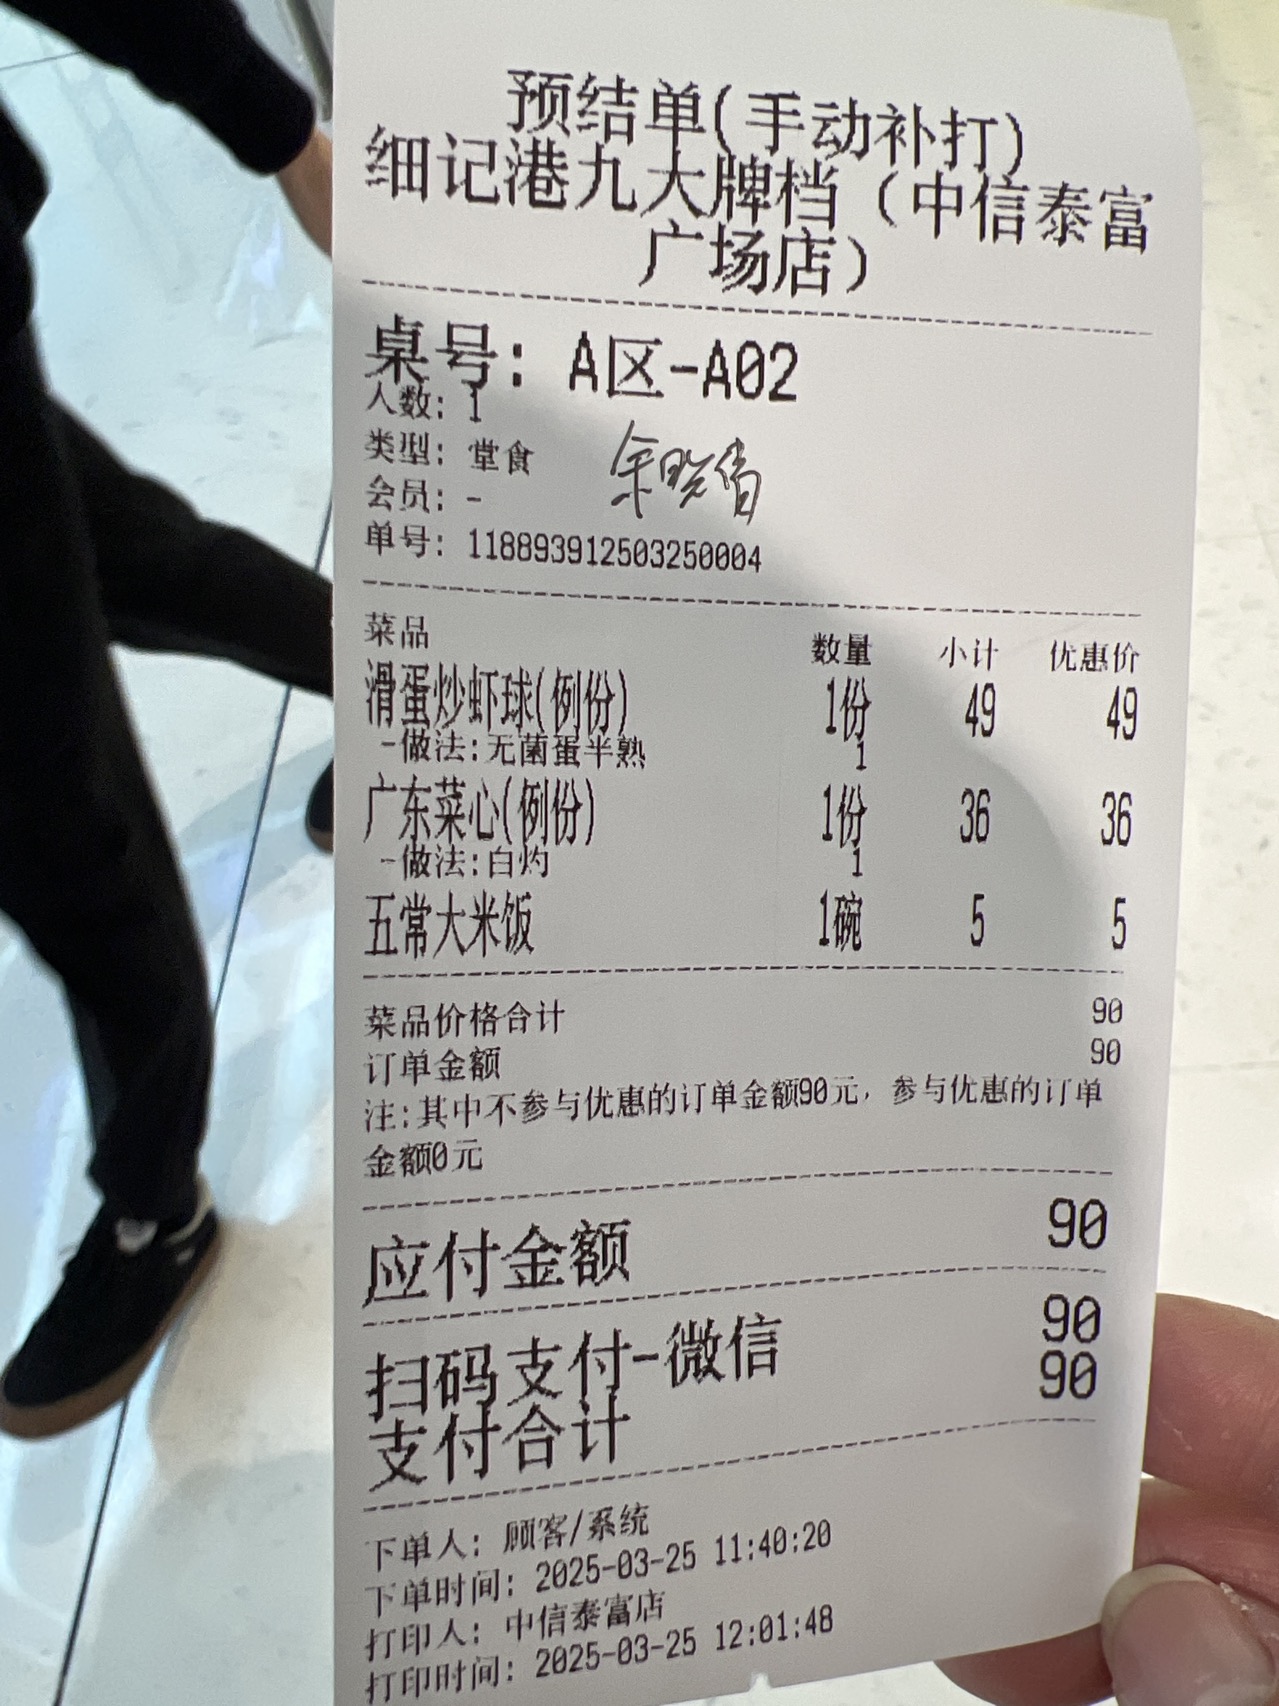 预结单(手动补打)
细记港九大牌档（中信泰富
广场店）
桌号: A区-A02
人数: 1
类型: 堂食
会员: -
单号: 118893912503250004
菜品 数量 小计 优惠价
滑蛋炒虾球(例份) 1份 49 49
-做法:无菌蛋半熟 1
广东菜心(例份) 1份 36 36
-做法:白灼 1
五常大米饭 1碗 5 5
菜品价格合计 90
订单金额 90
注:其中不参与优惠的订单金额90元，参与优惠的订单
金额0元
应付金额 90
扫码支付-微信 90
支付合计 90
下单人: 顾客/系统
下单时间: 2025-03-25 11:40:20
打印人: 中信泰富店
打印时间: 2025-03-25 12:01:48